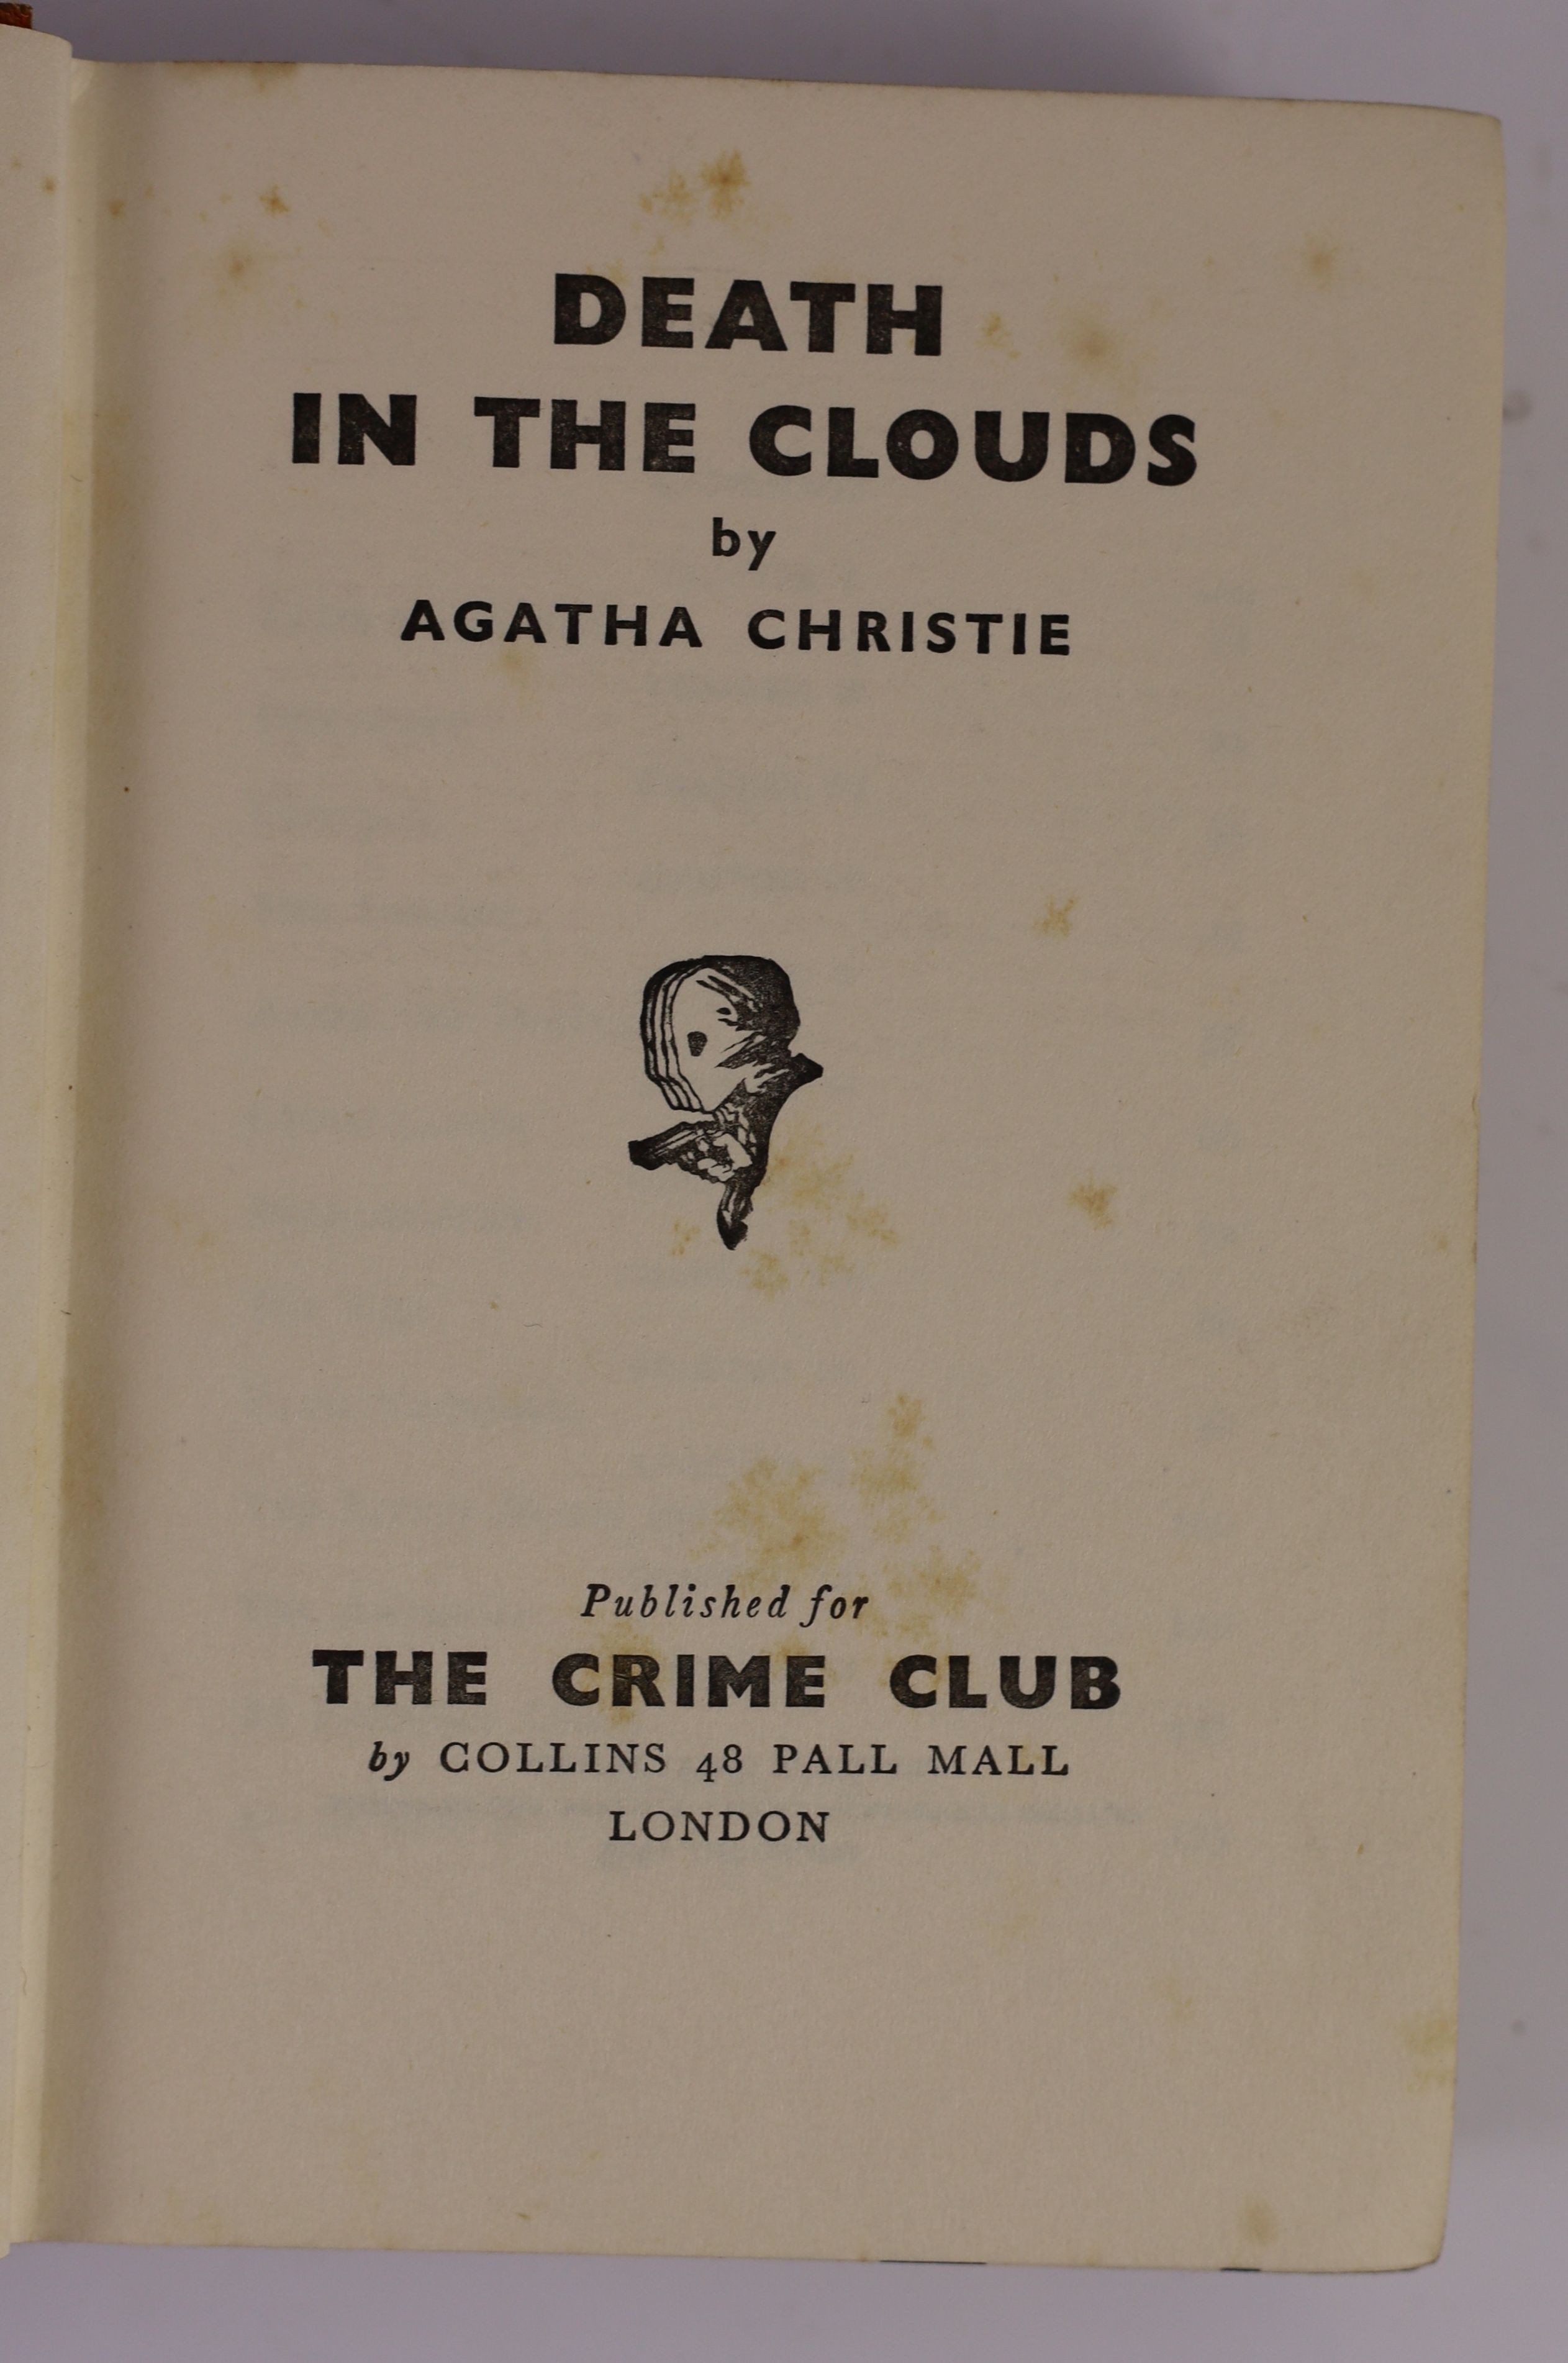 DEATH
IN THE CLOUDS
by
AGATHA CHRISTIE
Published for
THE CRIME CLUB
by COLLINS 48 PALL MALL
LONDON